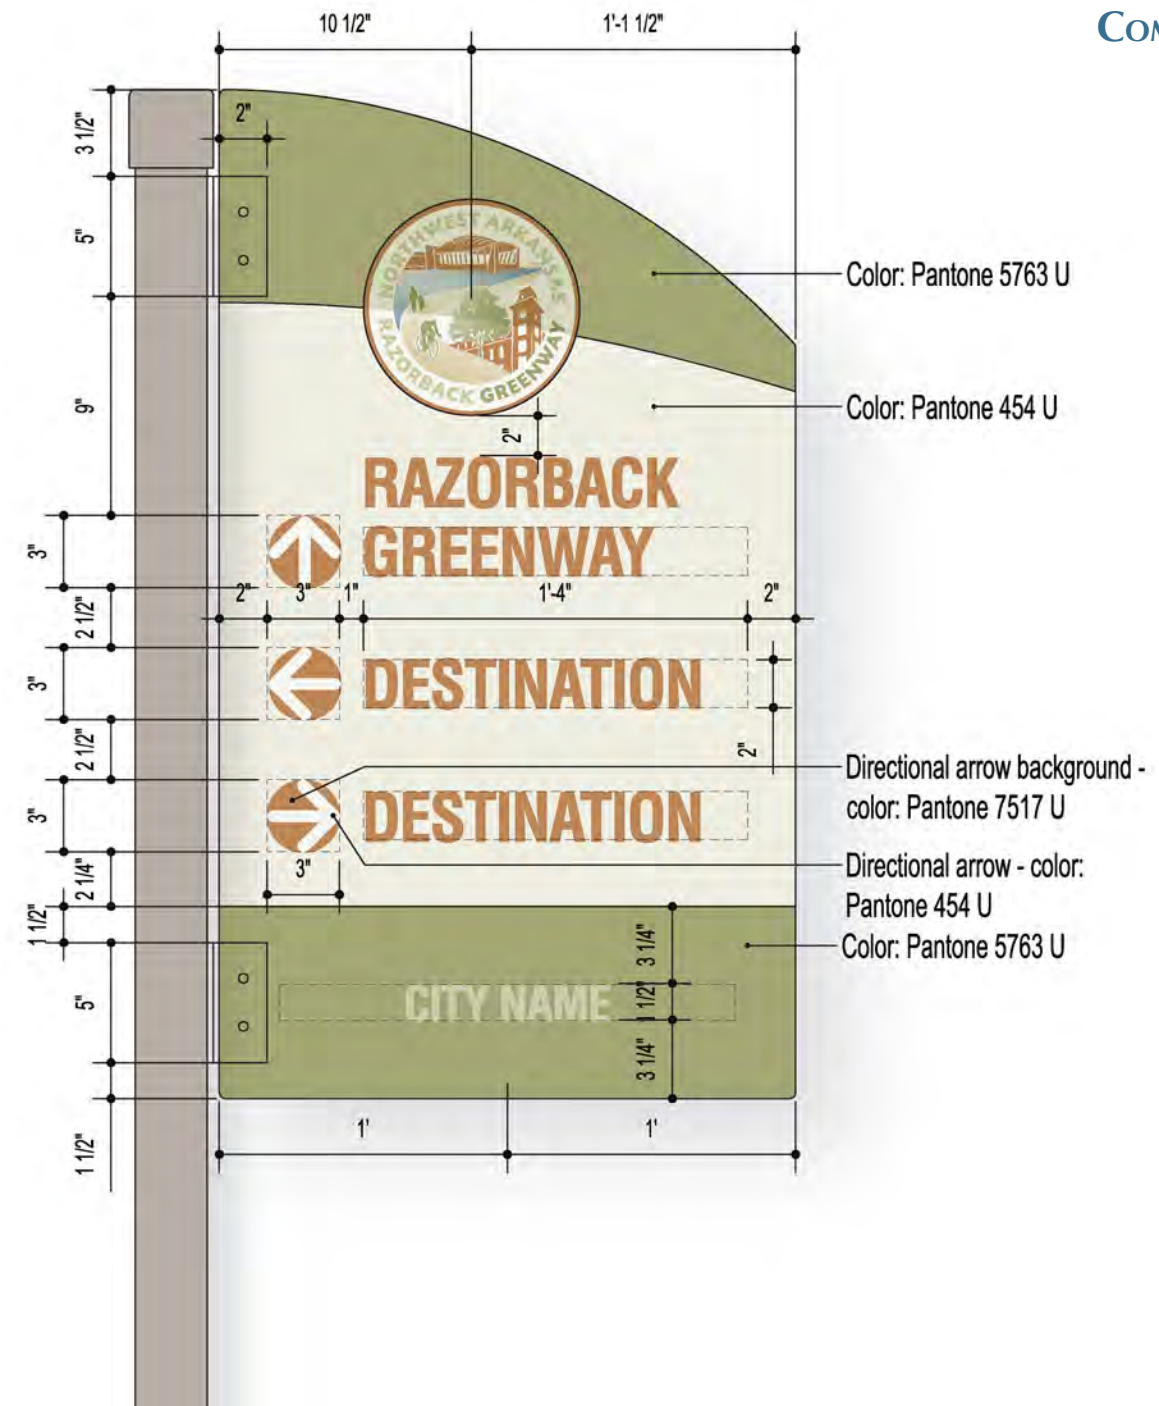 COM
10 1/2"
1'-1 1/2"
3 1/2"
2"
5"
NORTHWEST ARKANSAS
RAZORBACK GREENWAY
Color: Pantone 5763 U
9"
Color: Pantone 454 U
2"
RAZORBACK
GREENWAY
3"
2"
3"
1"
1'-4"
2"
2 1/2"
DESTINATION
3"
2 1/2"
2"
Directional arrow background -
color: Pantone 7517 U
DESTINATION
3"
3"
2 1/4"
Directional arrow - color:
Pantone 454 U
1 1/2"
Color: Pantone 5763 U
3 1/4"
5"
CITY NAME
1 1/2"
3 1/4"
1'
1'
1 1/2"